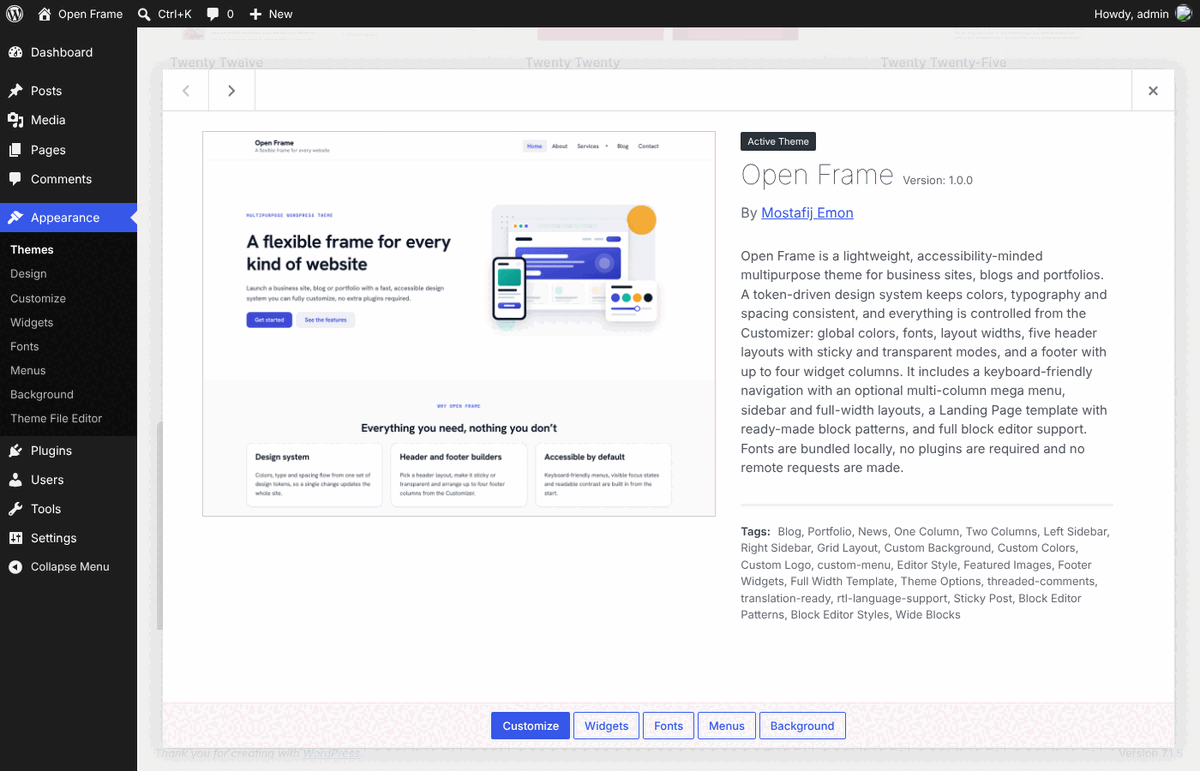 0
0
New
Howdy, admin
Dashboard
Posts
Media
Pages
Comments
Appearance
Themes
Design
Customize
Widgets
Fonts
Menus
Background
Theme File Editor
Plugins
Users
Tools
Settings
Collapse Menu
Twenty Twelve
Twenty Twenty
Twenty Twenty-Five
Open Frame
A flexible frame for every website
Home About Services Blog Contact
MULTIPURPOSE WORDPRESS THEME
A flexible frame for every
kind of website
Launch a business site, blog or portfolio with a fast, accessible design
system you can fully customize, no extra plugins required.
Get started
See the features
WHY OPEN FRAME
Everything you need, nothing you don't
Design system
Colors, type and spacing flow from one set of
design tokens, so a single change updates the
whole site.
Header and footer builders
Pick a header layout, make it sticky or
transparent and arrange up to four footer
columns from the Customizer.
Accessible by default
Keyboard-friendly menus, visible focus states
and readable contrast are built in from the
start.
Active Theme
Open Frame Version: 1.0.0
By Mostafij Emon
Open Frame is a lightweight, accessibility-minded
multipurpose theme for business sites, blogs and portfolios.
A token-driven design system keeps colors, typography and
spacing consistent, and everything is controlled from the
Customizer: global colors, fonts, layout widths, five header
layouts with sticky and transparent modes, and a footer with
up to four widget columns. It includes a keyboard-friendly
navigation with an optional multi-column mega menu,
sidebar and full-width layouts, a Landing Page template with
ready-made block patterns, and full block editor support.
Fonts are bundled locally, no plugins are required and no
remote requests are made.
Tags: Blog, Portfolio, News, One Column, Two Columns, Left Sidebar,
Right Sidebar, Grid Layout, Custom Background, Custom Colors,
Custom Logo, custom-menu, Editor Style, Featured Images, Footer
Widgets, Full Width Template, Theme Options, threaded-comments,
translation-ready, rtl-language-support, Sticky Post, Block Editor
Patterns, Block Editor Styles, Wide Blocks
Customize
Widgets
Fonts
Menus
Background
Thank you for creating with WordPress.